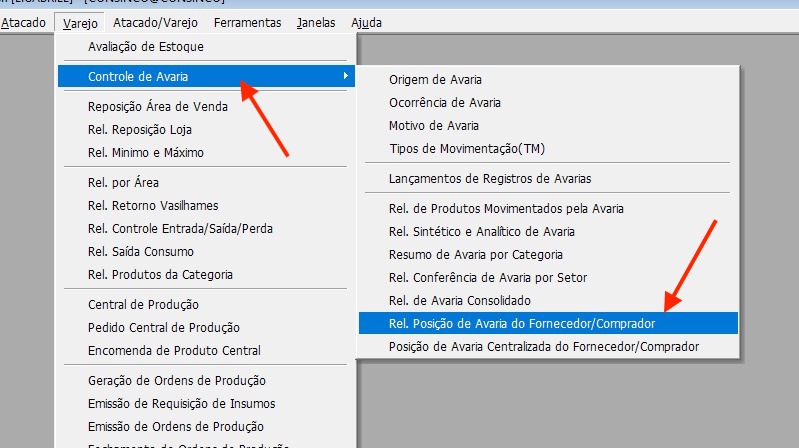 Atacado Varejo Atacado/Varejo Ferramentas Janelas Ajuda
Avaliação de Estoque
Controle de Avaria
Reposição Área de Venda
Rel. Reposição Loja
Rel. Minimo e Máximo
Rel. por Área
Rel. Retorno Vasilhames
Rel. Controle Entrada/Saída/Perda
Rel. Saída Consumo
Rel. Produtos da Categoria
Central de Produção
Pedido Central de Produção
Encomenda de Produto Central
Geração de Ordens de Produção
Emissão de Requisição de Insumos
Emissão de Ordens de Produção
Fechamento de Ordens de Produção
Origem de Avaria
Ocorrência de Avaria
Motivo de Avaria
Tipos de Movimentação(TM)
Lançamentos de Registros de Avarias
Rel. de Produtos Movimentados pela Avaria
Rel. Sintético e Analítico de Avaria
Resumo de Avaria por Categoria
Rel. Conferência de Avaria por Setor
Rel. de Avaria Consolidado
Rel. Posição de Avaria do Fornecedor/Comprador
Posição de Avaria Centralizada do Fornecedor/Comprador